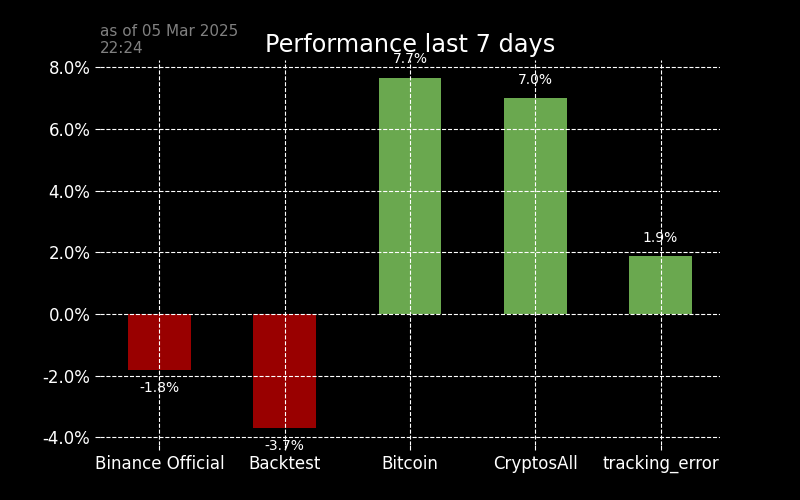 as of 05 Mar 2025
22:24
Performance last 7 days
8.0%
6.0%
4.0%
2.0%
0.0%
-2.0%
-4.0%
-1.8%
-3.7%
7.7%
7.0%
1.9%
Binance Official
Backtest
Bitcoin
CryptosAll
tracking_error